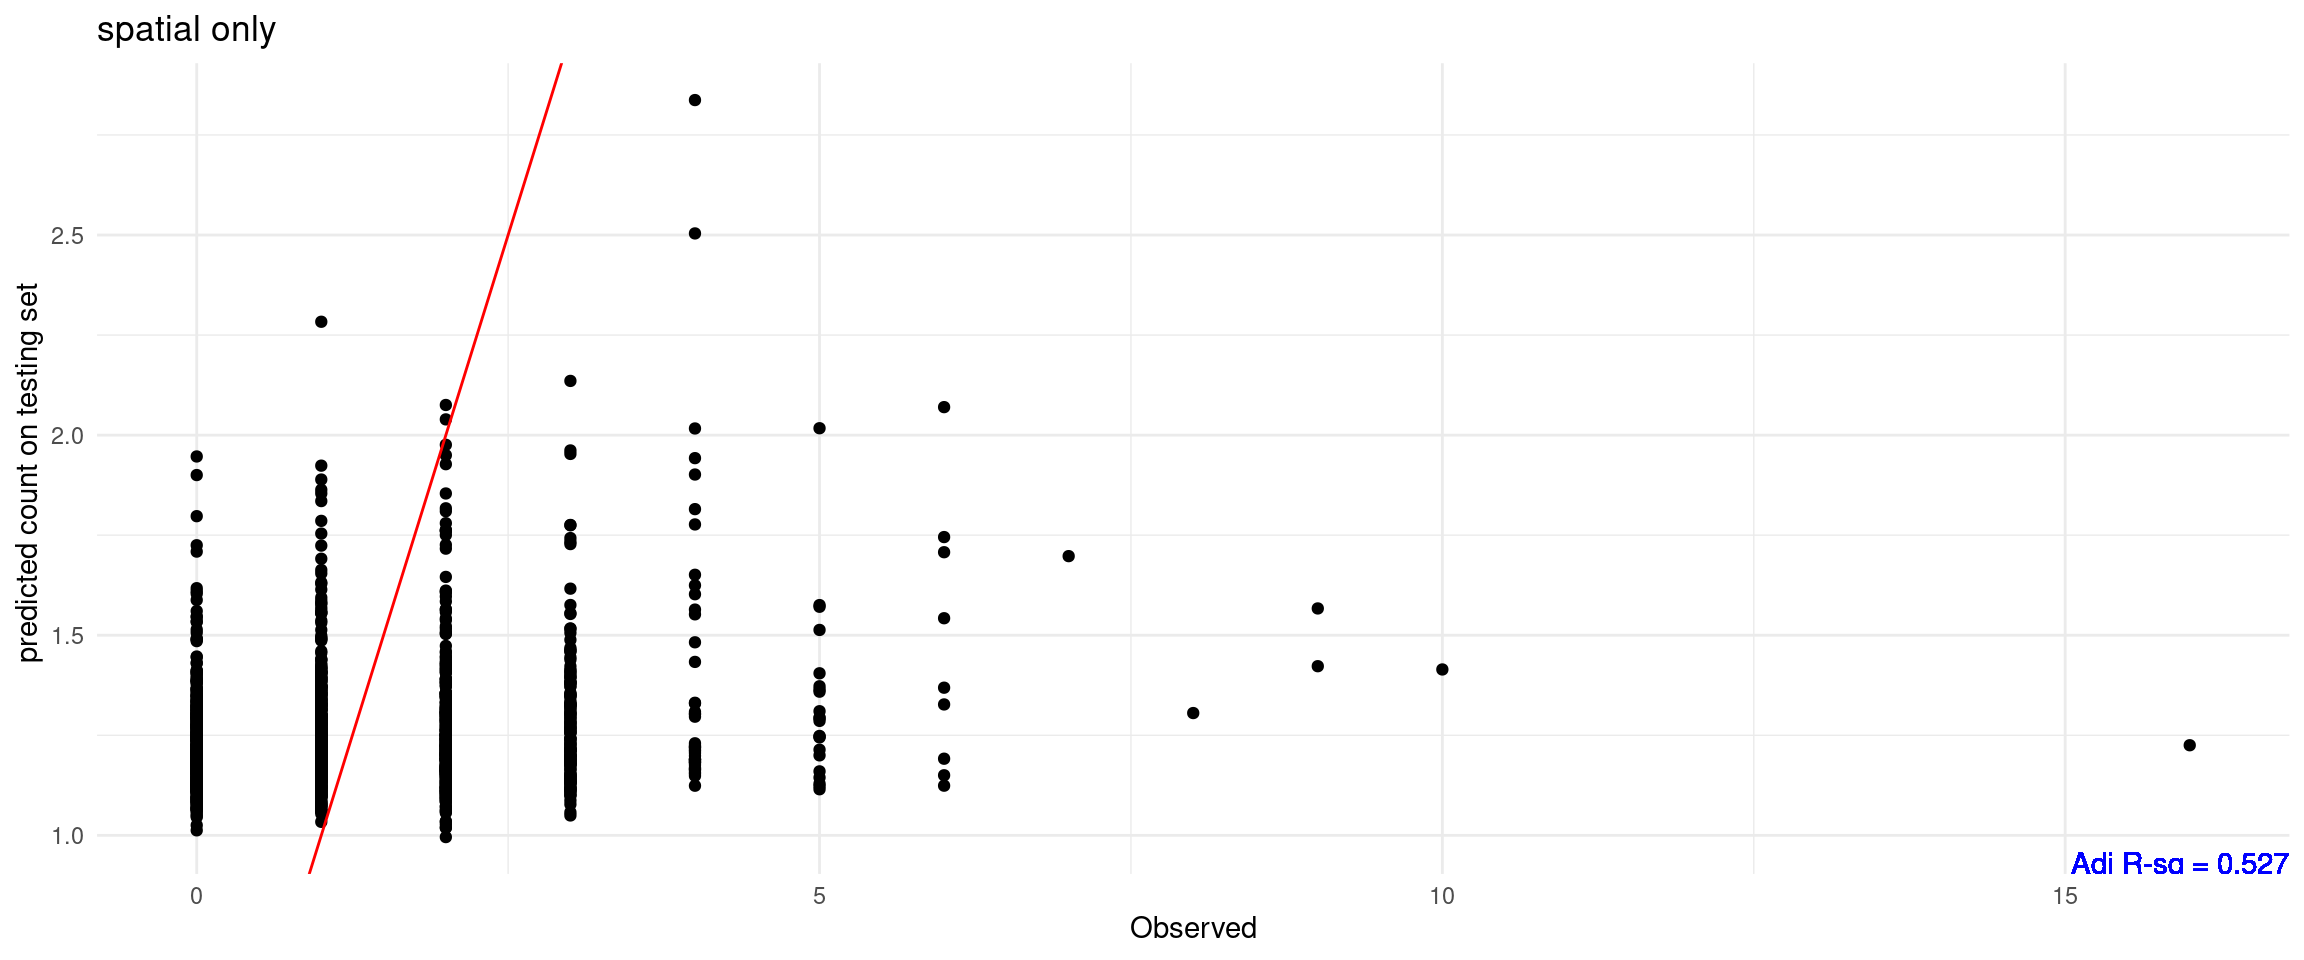 spatial only
predicted count on testing set
2.5
2.0
1.5
1.0
Adj R-sq = 0.527
0 5 10 15
Observed